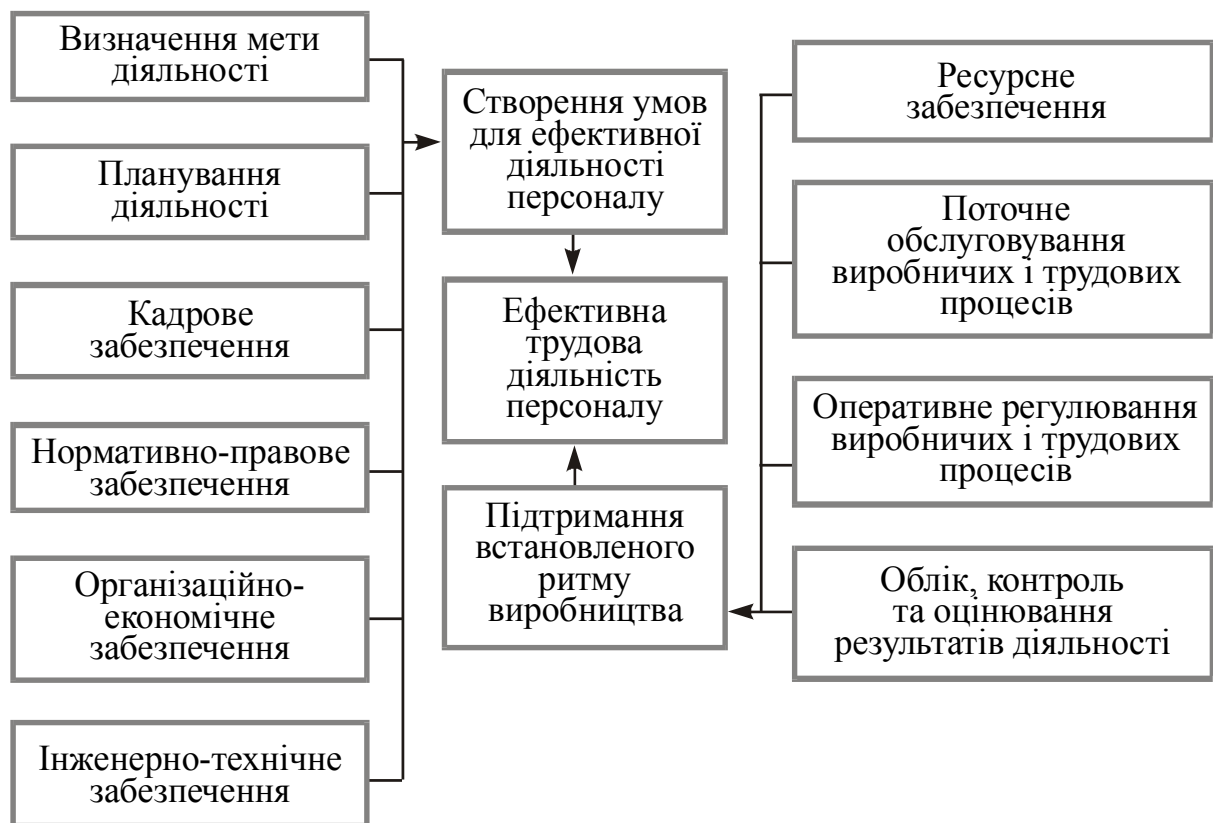 Визначення мети
діяльності
Планування
діяльності
Кадрове
забезпечення
Нормативно-правове
забезпечення
Організаційно-
економічне
забезпечення
Інженерно-технічне
забезпечення
Створення умов
для ефективної
діяльності
персоналу
Ефективна
трудова
діяльність
персоналу
Підтримання
встановленого
ритму
виробництва
Ресурсне
забезпечення
Поточне
обслуговування
виробничих і трудових
процесів
Оперативне регулювання
виробничих і трудових
процесів
Облік, контроль
та оцінювання
результатів діяльності